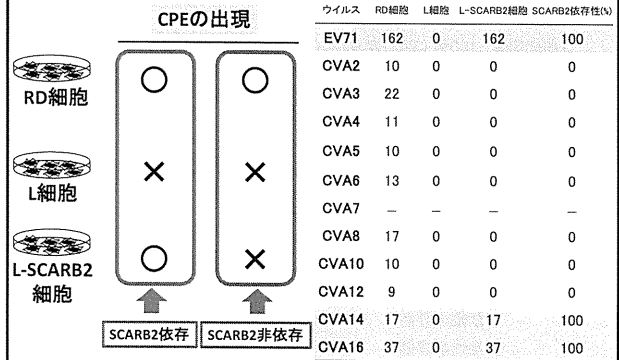 CPEの出現
RD細胞
L細胞
L-SCARB2
細胞
SCARB2依存
SCARB2非依存
ウイルス RD細胞 L細胞 L-SCARB2細胞 SCARB2依存性(%)
EV71 162 0 162 100
CVA2 10 0 0 0
CVA3 22 0 0 0
CVA4 11 0 0 0
CVA5 10 0 0 0
CVA6 13 0 0 0
CVA7 – – – –
CVA8 17 0 0 0
CVA10 10 0 0 0
CVA12 9 0 0 0
CVA14 17 0 17 100
CVA16 37 0 37 100